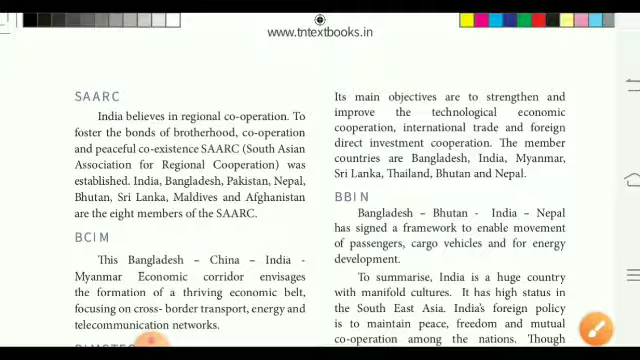 www.tntextbooks.in
SAARC
India believes in regional co-operation. To
foster the bonds of brotherhood, co-operation
and peaceful co-existence SAARC (South Asian
Association for Regional Cooperation) was
established. India, Bangladesh, Pakistan, Nepal,
Bhutan, Sri Lanka, Maldives and Afghanistan
are the eight members of the SAARC.
BCIM
This Bangladesh – China – India -
Myanmar Economic corridor envisages
the formation of a thriving economic belt,
focusing on cross- border transport, energy and
telecommunication networks.
Its main objectives are to strengthen and
improve the technological economic
cooperation, international trade and foreign
direct investment cooperation. The member
countries are Bangladesh, India, Myanmar,
Sri Lanka, Thailand, Bhutan and Nepal.
BBIN
Bangladesh – Bhutan - India – Nepal
has signed a framework to enable movement
of passengers, cargo vehicles and for energy
development.
To summarise, India is a huge country
with manifold cultures. It has high status in
the South East Asia. India's foreign policy
is to maintain peace, freedom and mutual
co-operation among the nations. Though